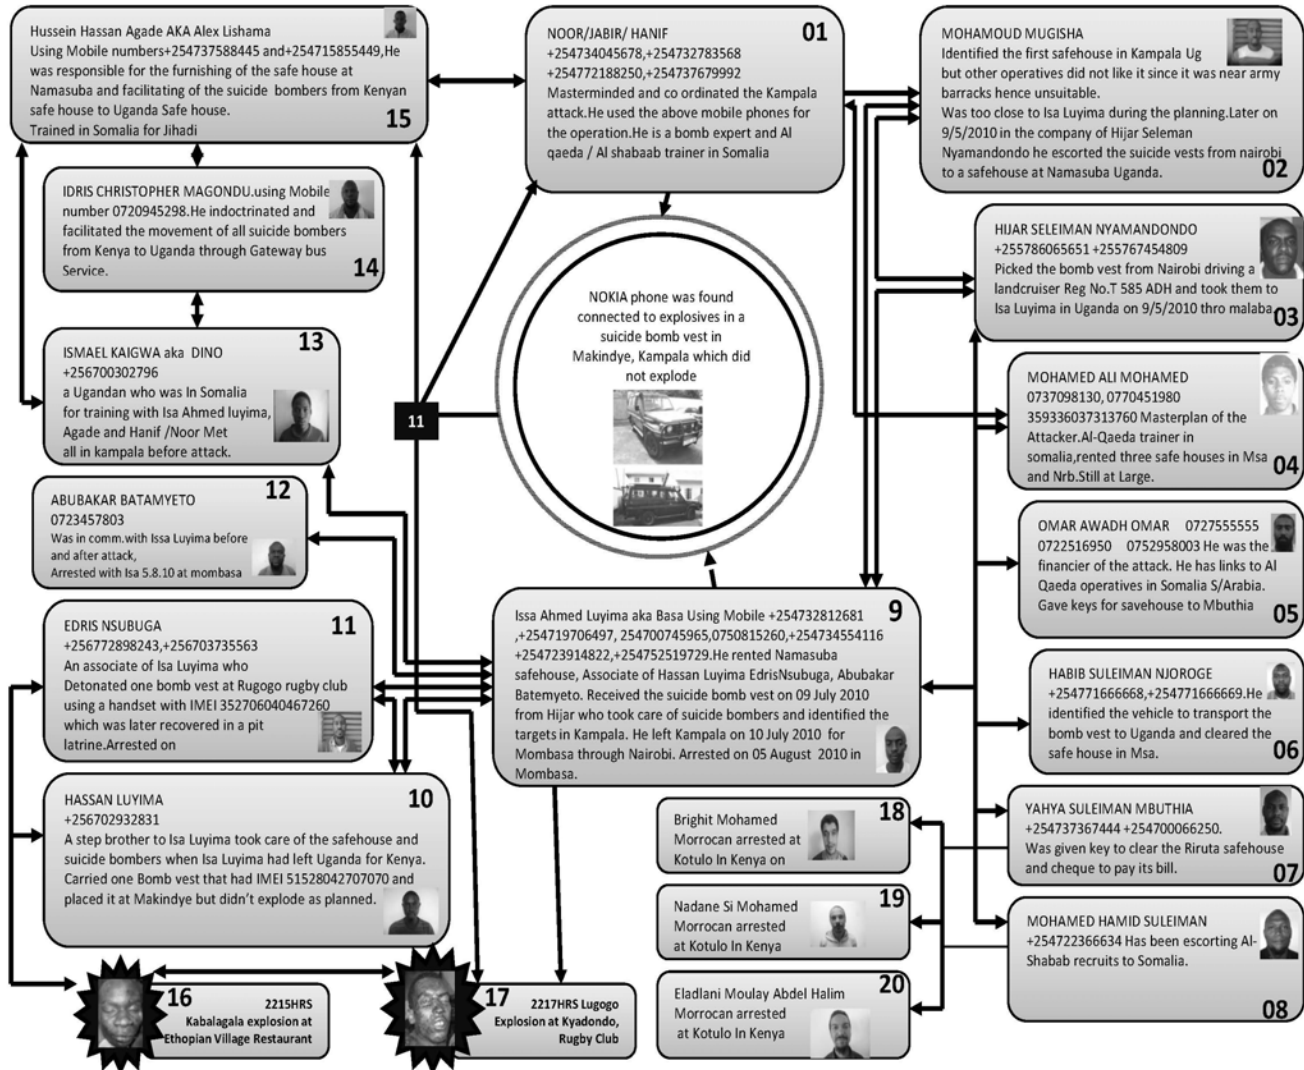 Hussein Hassan Agade AKA Alex Lishama
Using Mobile numbers+254737588445 and+254715855449,He
was responsible for the furnishing of the safe house at
Namasuba and facilitating of the suicide bombers from Kenyan
safe house to Uganda Safe house.
Trained in Somalia for Jihadi
15
NOOR/JABIR/ HANIF
01
+254734045678,+254732783568
+254772188250,+254737679992
Masterminded and co ordinated the Kampala
attack.He used the above mobile phones for
the operation.He is a bomb expert and Al
qaeda / Al shabaab trainer in Somalia
MOHAMOUD MUGISHA
Identified the first safehouse in Kampala Ug
but other operatives did not like it since it was near army
barracks hence unsuitable.
Was too close to Isa Luyima during the planning.Later on
9/5/2010 in the company of Hijar Seleman
Nyamandondo he escorted the suicide vests from nairobi
to a safehouse at Namasuba Uganda.
02
IDRIS CHRISTOPHER MAGONDU.using Mobile
number 0720945298.He indoctrinated and
facilitated the movement of all suicide bombers
from Kenya to Uganda through Gateway bus
Service.
14
HIJAR SELEIMAN NYAMANDONDO
+255786065651 +255767454809
Picked the bomb vest from Nairobi driving a
landcruiser Reg No.T 585 ADH and took them to
Isa Luyima in Uganda on 9/5/2010 thro malaba.
03
NOKIA phone was found
connected to explosives in a
suicide bomb vest in
Makindye, Kampala which did
not explode
ISMAEL KAIGWA aka DINO
13
+256700302796
a Ugandan who was In Somalia
for training with Isa Ahmed luyima,
Agade and Hanif /Noor Met
all in kampala before attack.
11
MOHAMED ALI MOHAMED
0737098130, 0770451980
359336037313760 Masterplan of the
Attacker.Al-Qaeda trainer in
somalia,rented three safe houses in Msa
and Nrb.Still at Large.
04
ABUBAKAR BATAMYETO
12
0723457803
Was in comm.with Issa Luyima before
and after attack,
Arrested with Isa 5.8.10 at mombasa
OMAR AWADH OMAR 0727555555
0722516950 0752958003 He was the
financier of the attack. He has links to Al
Qaeda operatives in Somalia S/Arabia.
Gave keys for savehouse to Mbuthia
05
EDRIS NSUBUGA
11
+256772898243,+256703735563
An associate of Isa Luyima who
Detonated one bomb vest at Rugogo rugby club
using a handset with IMEI 352706040467260
which was later recovered in a pit
latrine.Arrested on
Issa Ahmed Luyima aka Basa Using Mobile +254732812681
9
,+254719706497, 254700745965,0750815260,+254734554116
+254723914822,+254752519729.He rented Namasuba
safehouse, Associate of Hassan Luyima EdrisNsubuga, Abubakar
Batemyeto. Received the suicide bomb vest on 09 July 2010
from Hijar who took care of suicide bombers and identified the
targets in Kampala. He left Kampala on 10 July 2010 for
Mombasa through Nairobi. Arrested on 05 August 2010 in
Mombasa.
HABIB SULEIMAN NJOROGE
+254771666668,+254771666669.He
identified the vehicle to transport the
bomb vest to Uganda and cleared the
safe house in Msa.
06
HASSAN LUYIMA
10
+256702932831
A step brother to Isa Luyima took care of the safehouse and
suicide bombers when Isa Luyima had left Uganda for Kenya.
Carried one Bomb vest that had IMEI 51528042707070 and
placed it at Makindye but didn't explode as planned.
YAHYA SULEIMAN MBUTHIA
+254737367444 +254700066250.
Was given key to clear the Riruta safehouse
and cheque to pay its bill.
07
Brighit Mohamed
18
Morrocan arrested at
Kotulo In Kenya on
Nadane Si Mohamed
19
Morrocan arrested
at Kotulo In Kenya
MOHAMED HAMID SULEIMAN
+254722366634 Has been escorting Al-
Shabab recruits to Somalia.
08
Eladlani Moulay Abdel Halim
20
Morrocan arrested
at Kotulo In Kenya
16
2215HRS
Kabalagala explosion at
Ethopian Village Restaurant
17
2217HRS Lugogo
Explosion at Kyadondo,
Rugby Club